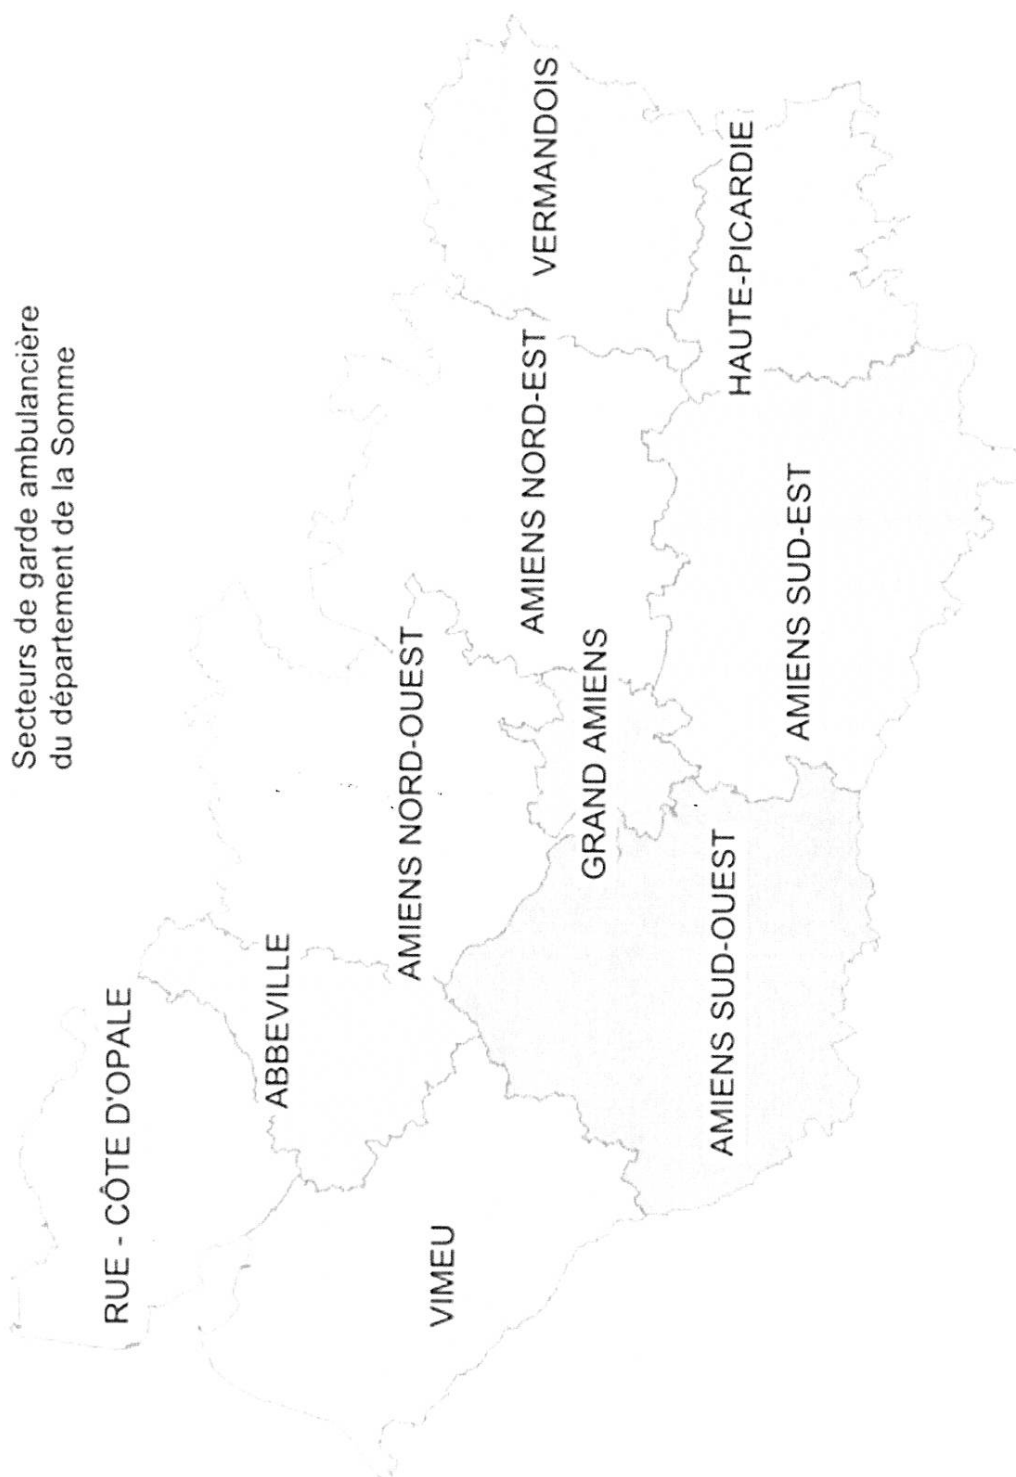 Secteurs de garde ambulancière
du département de la Somme
RUE - CÔTE D'OPALE
ABBEVILLE
VIMEU
AMIENS NORD-OUEST
AMIENS NORD-EST
VERMANDOIS
GRAND AMIENS
HAUTE-PICARDIE
AMIENS SUD-OUEST
AMIENS SUD-EST